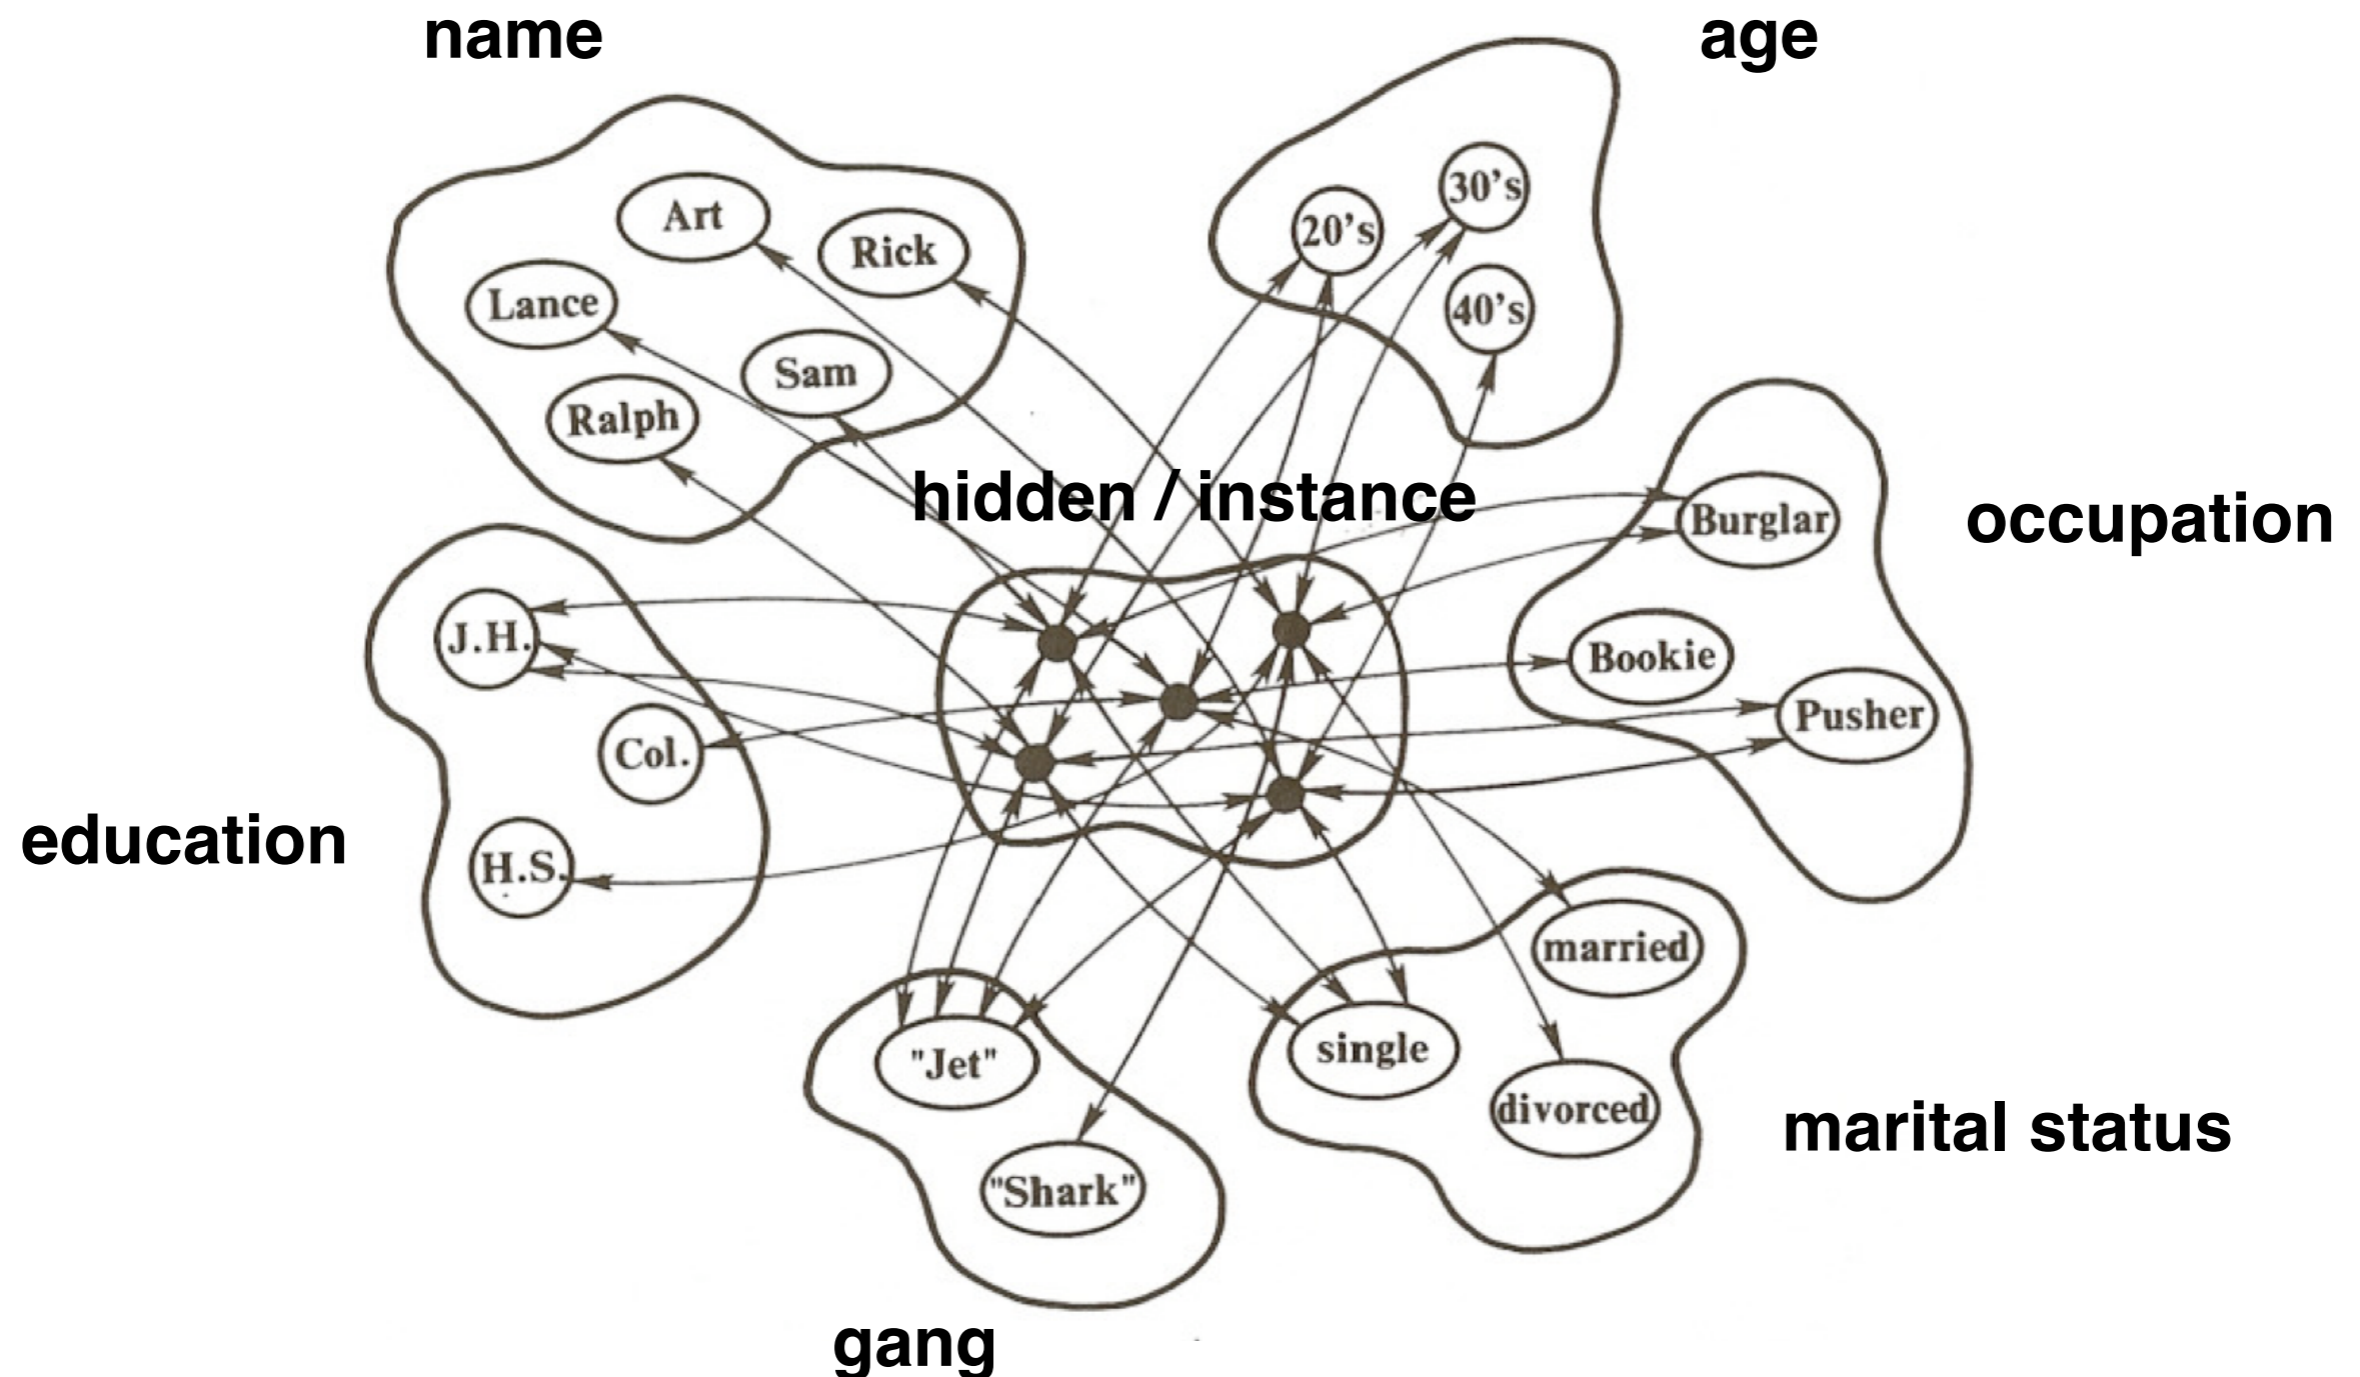 name
age
Art
Rick
Lance
Sam
Ralph
20's
30's
40's
hidden / instance
Burglar
Bookie
Pusher
occupation
J.H.
Col.
H.S.
education
"Jet"
"Shark"
gang
married
single
divorced
marital status